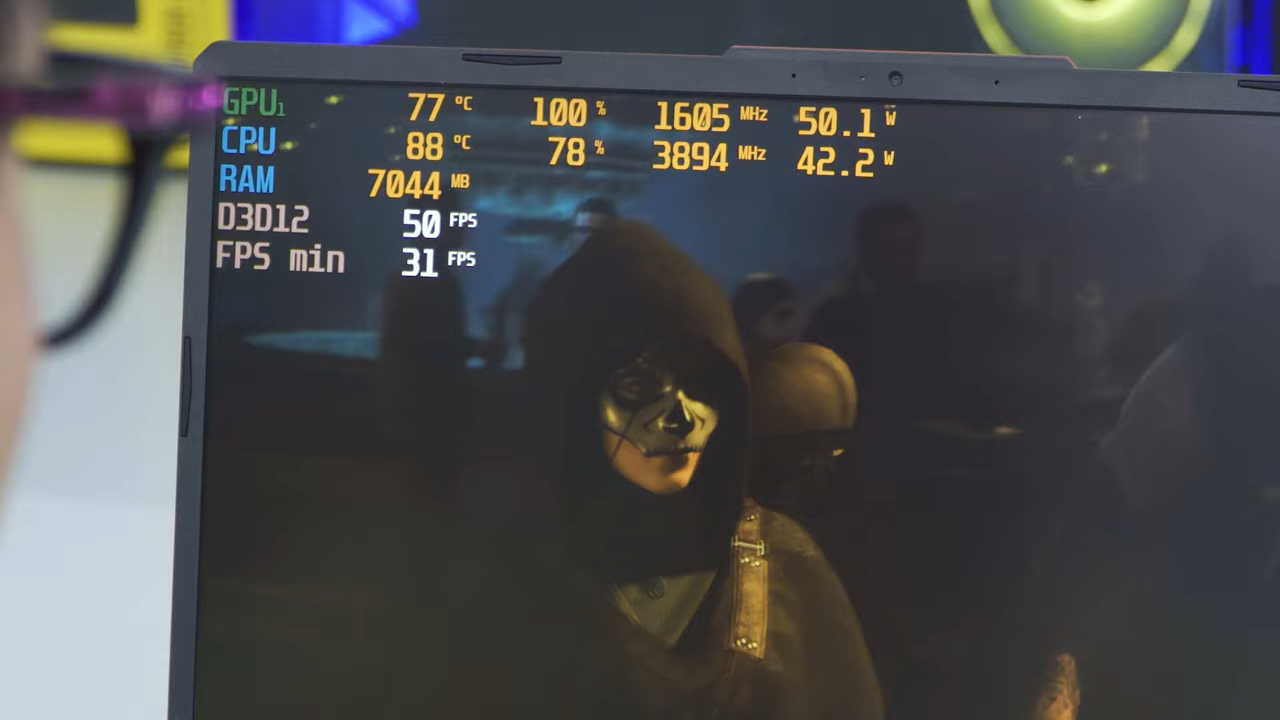 GPU1 77 °C 100 % 1605 MHz 50.1 W
CPU 88 °C 78 % 3894 MHz 42.2 W
RAM 7044 MB
D3D12 50 FPS
FPS min 31 FPS